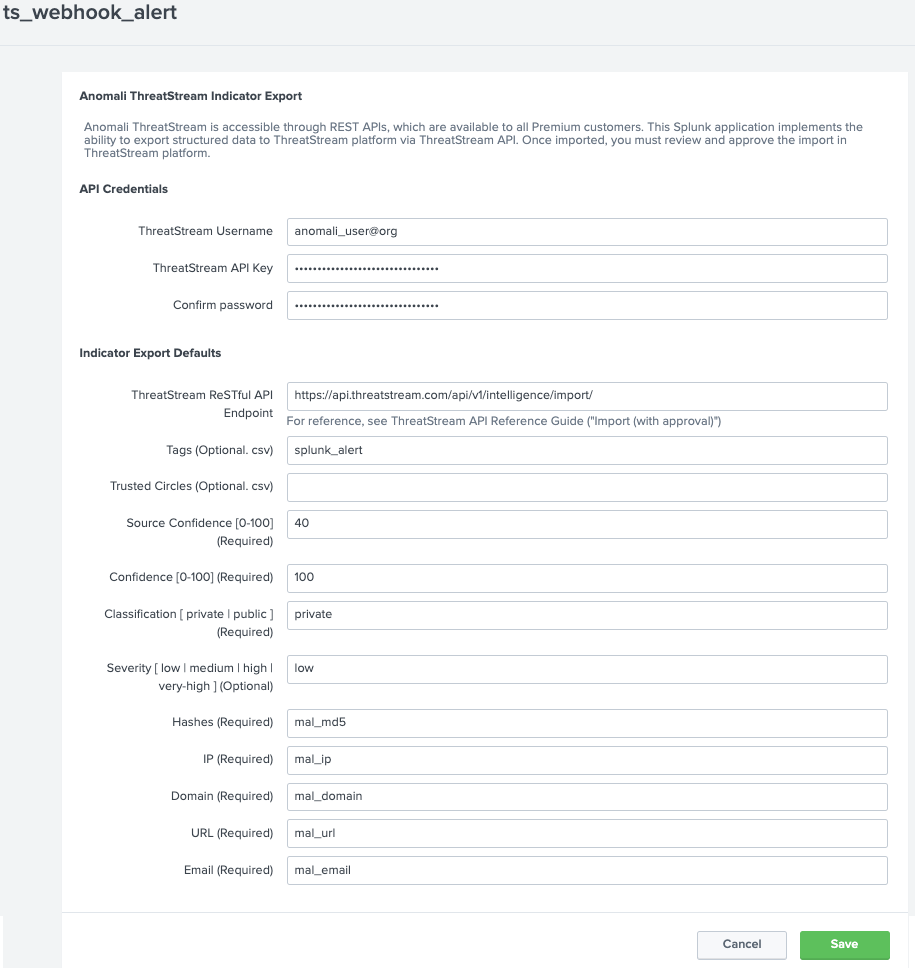 ts_webhook_alert
Anomali ThreatStream Indicator Export
Anomali ThreatStream is accessible through REST APIs, which are available to all Premium customers. This Splunk application implements the
ability to export structured data to ThreatStream platform via ThreatStream API. Once imported, you must review and approve the import in
ThreatStream platform.
API Credentials
ThreatStream Username
anomali_user@org
ThreatStream API Key
••••••••••••••••••••••••••••••••
Confirm password
••••••••••••••••••••••••••••••••
Indicator Export Defaults
ThreatStream ReSTful API
Endpoint
https://api.threatstream.com/api/v1/intelligence/import/
For reference, see ThreatStream API Reference Guide ("Import (with approval)")
Tags (Optional. csv)
splunk_alert
Trusted Circles (Optional. csv)
Source Confidence [0-100]
(Required)
40
Confidence [0-100] (Required)
100
Classification [ private | public ]
(Required)
private
Severity [ low | medium | high |
very-high ] (Optional)
low
Hashes (Required)
mal_md5
IP (Required)
mal_ip
Domain (Required)
mal_domain
URL (Required)
mal_url
Email (Required)
mal_email
Cancel
Save